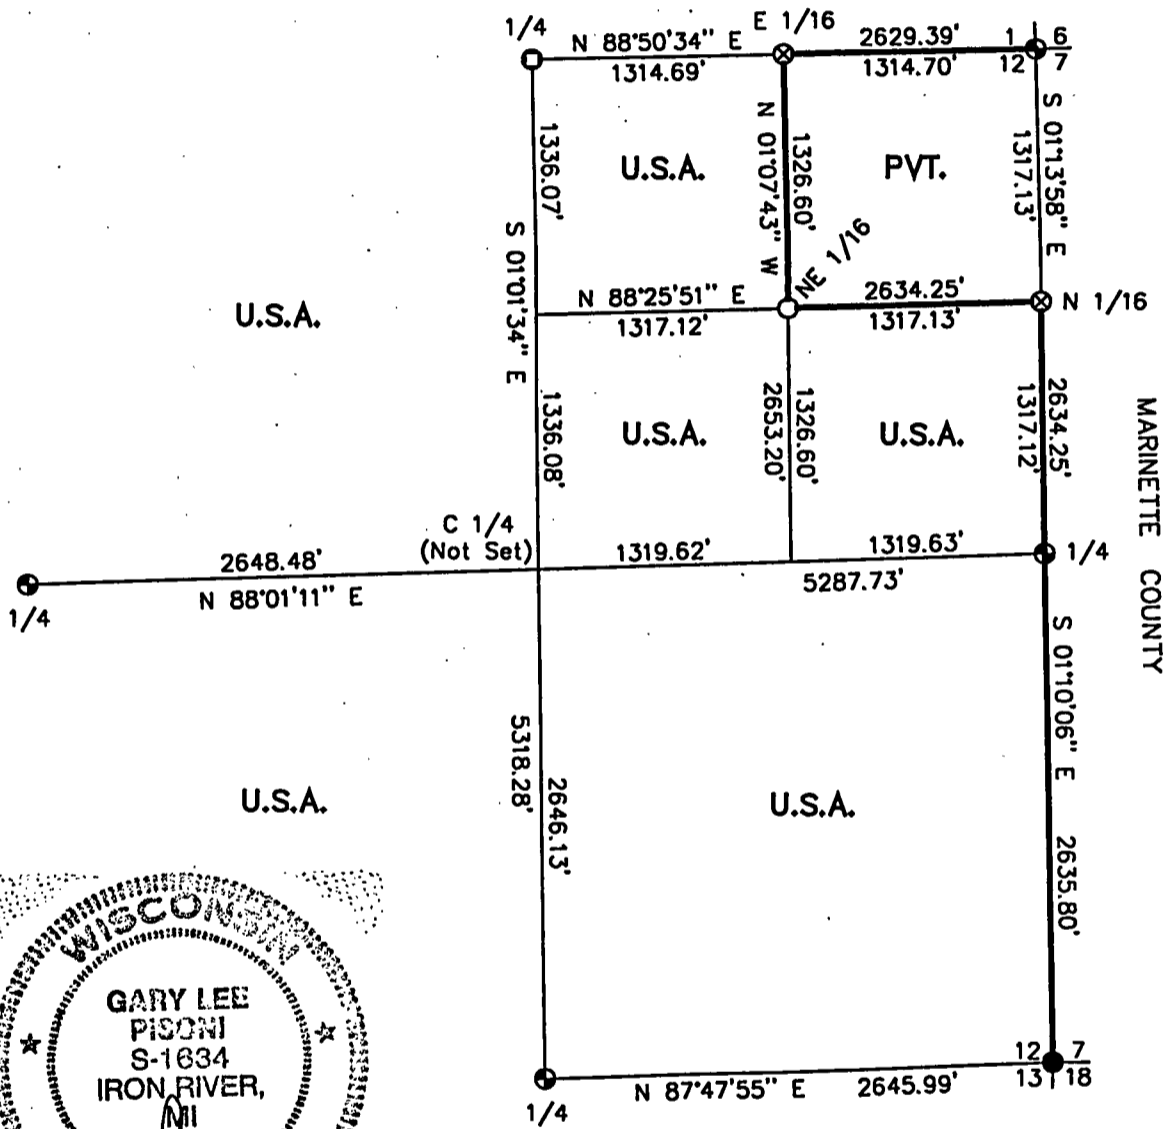 1/4
E 1/16
N 88°50'34" E
2629.39'
1 6
1314.69'
1314.70'
12 7
1336.07'
U.S.A.
N 01°07'43" W
1326.60'
PVT.
S 01°13'58" E
1317.13'
NE 1/16
S 01°01'34" E
N 88°25'51" E
2634.25'
N 1/16
U.S.A.
1317.12'
1317.13'
1336.08'
U.S.A.
2653.20'
1326.60'
U.S.A.
1317.12'
2634.25'
MARINETTE COUNTY
C 1/4
(Not Set)
2648.48'
1319.62'
1319.63'
1/4
N 88°01'11" E
5287.73'
1/4
S 01°10'06" E
5318.28'
2646.13'
U.S.A.
U.S.A.
2635.80'
WISCONSIN
GARY LEE
PISONI
S-1634
IRON RIVER,
MI
12 7
13 18
N 87°47'55" E
2645.99'
1/4